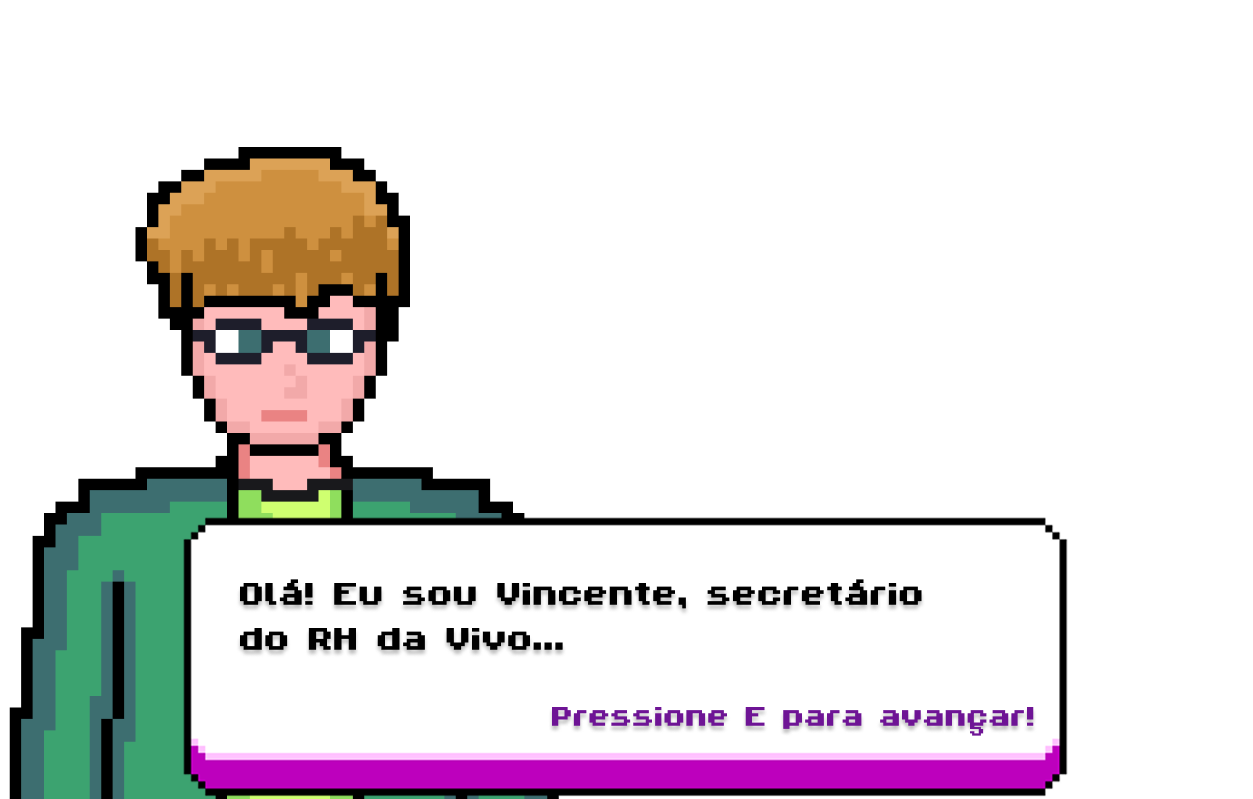 Olá! Eu sou Vincente, secretário
do RH da Vivo...
Pressione E para avançar!